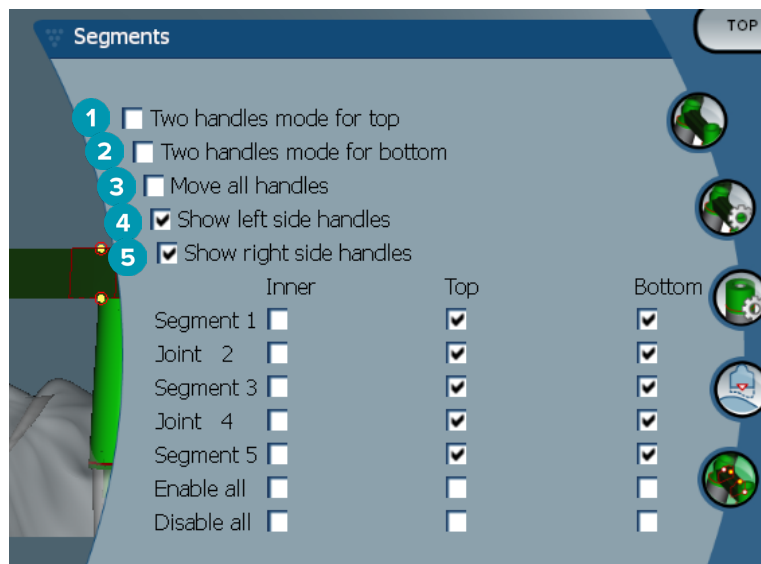 Segments
TOP
1 Two handles mode for top
2 Two handles mode for bottom
3 Move all handles
4 Show left side handles
5 Show right side handles
Inner Top Bottom
Segment 1
Joint 2
Segment 3
Joint 4
Segment 5
Enable all
Disable all